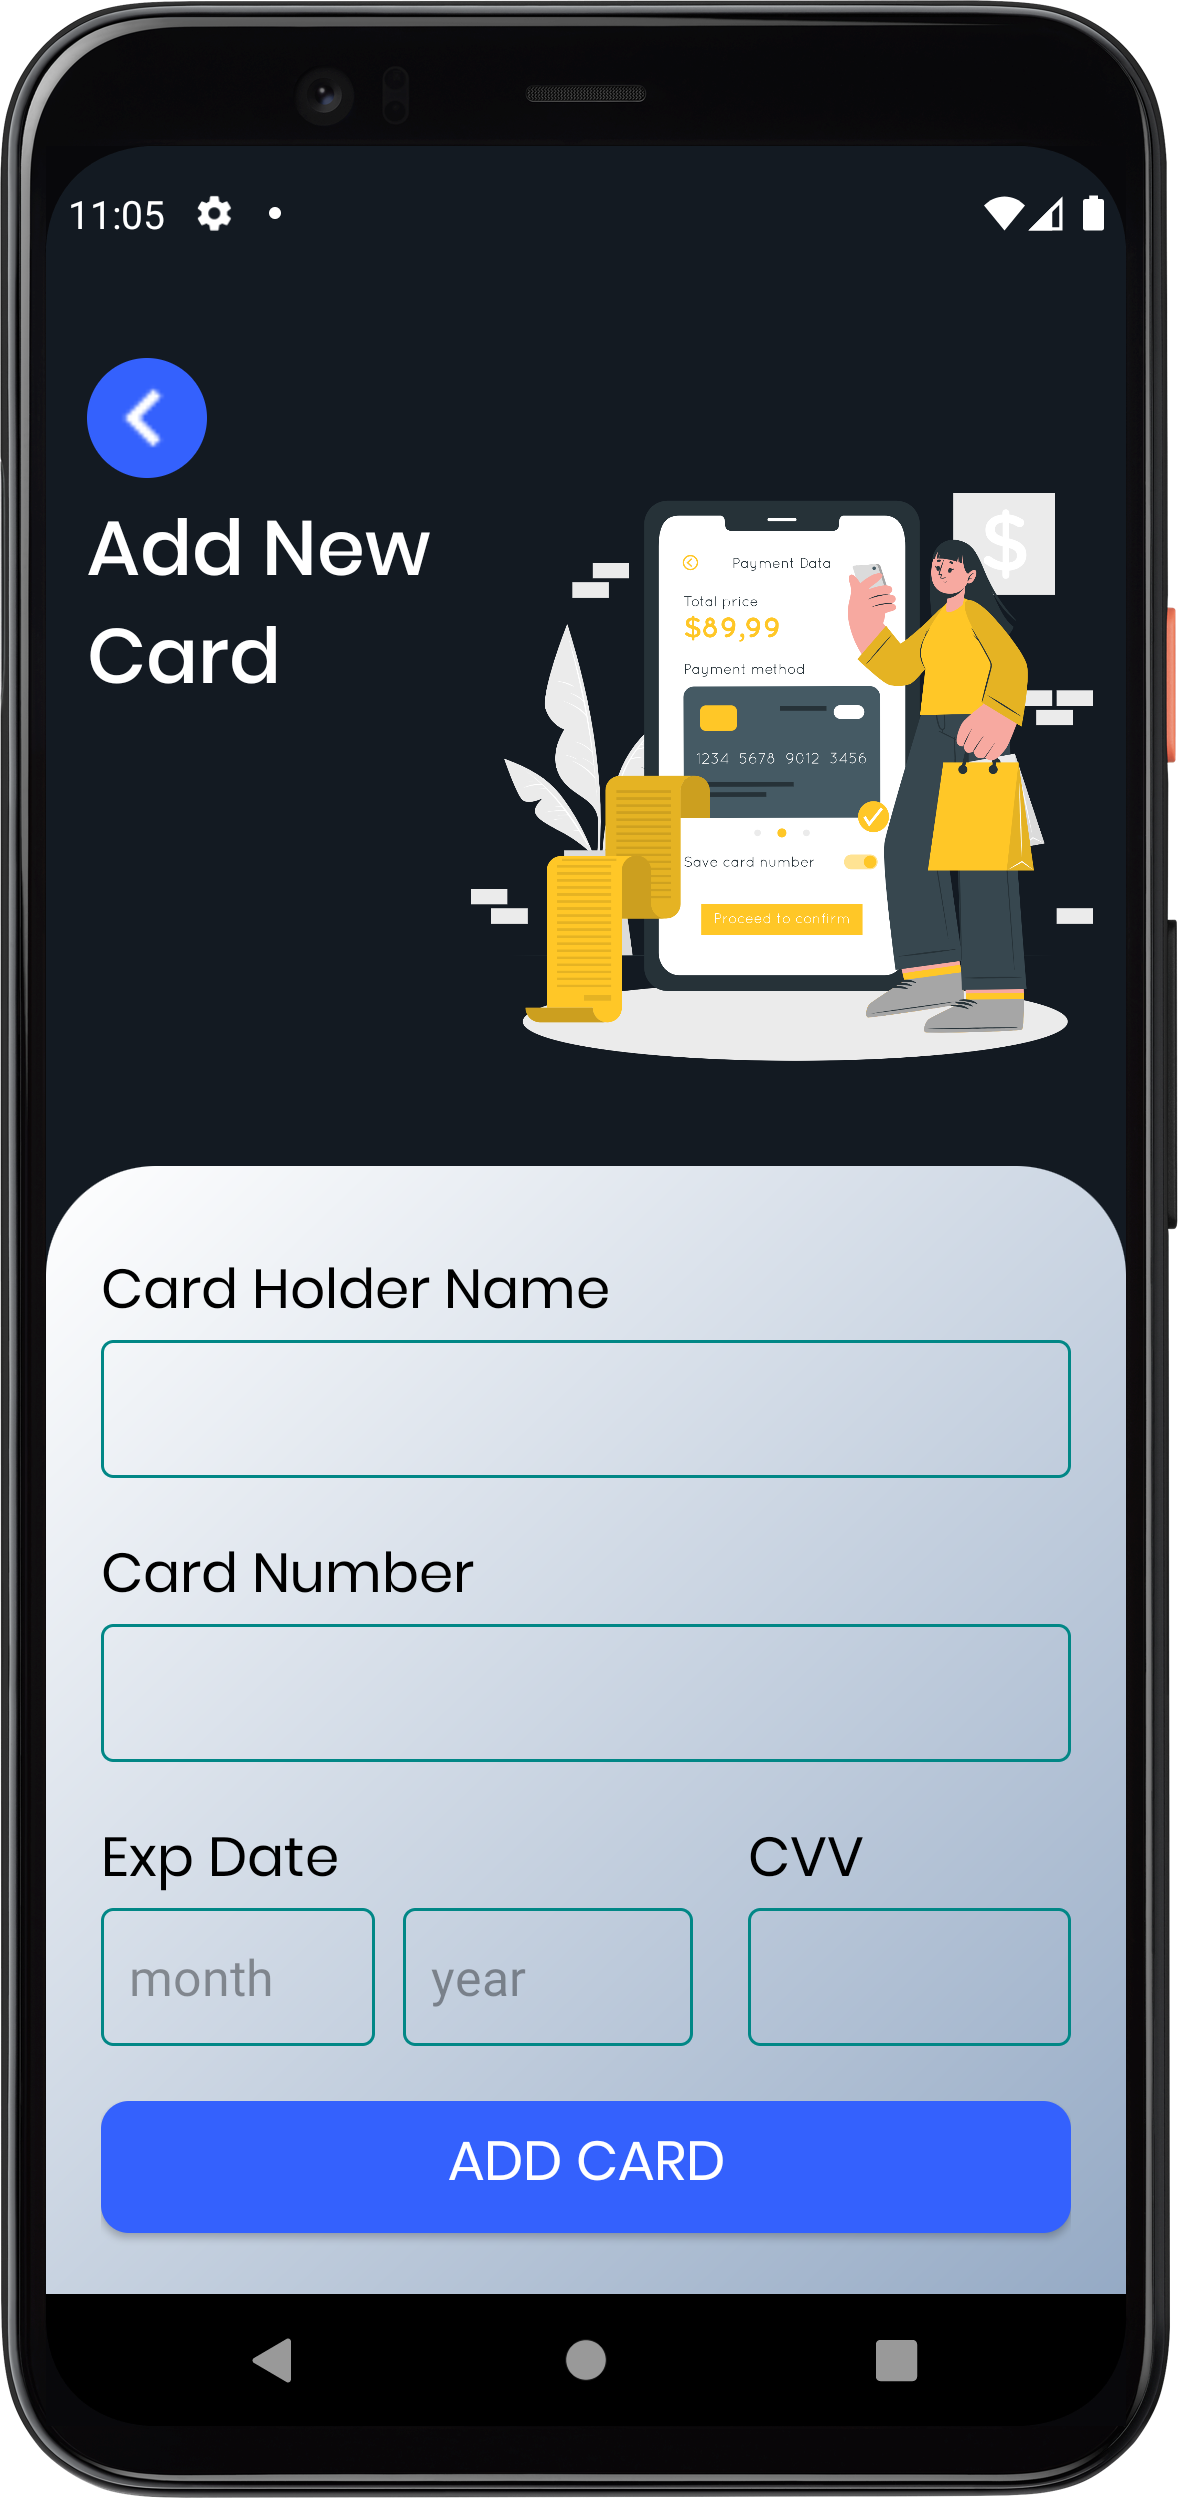 11:05
Add New
Card
Payment Data
Total price
$89,99
Payment method
1234 5678 9012 3456
Save card number
Proceed to confirm
$
Card Holder Name
Card Number
Exp Date
CVV
month
year
ADD CARD